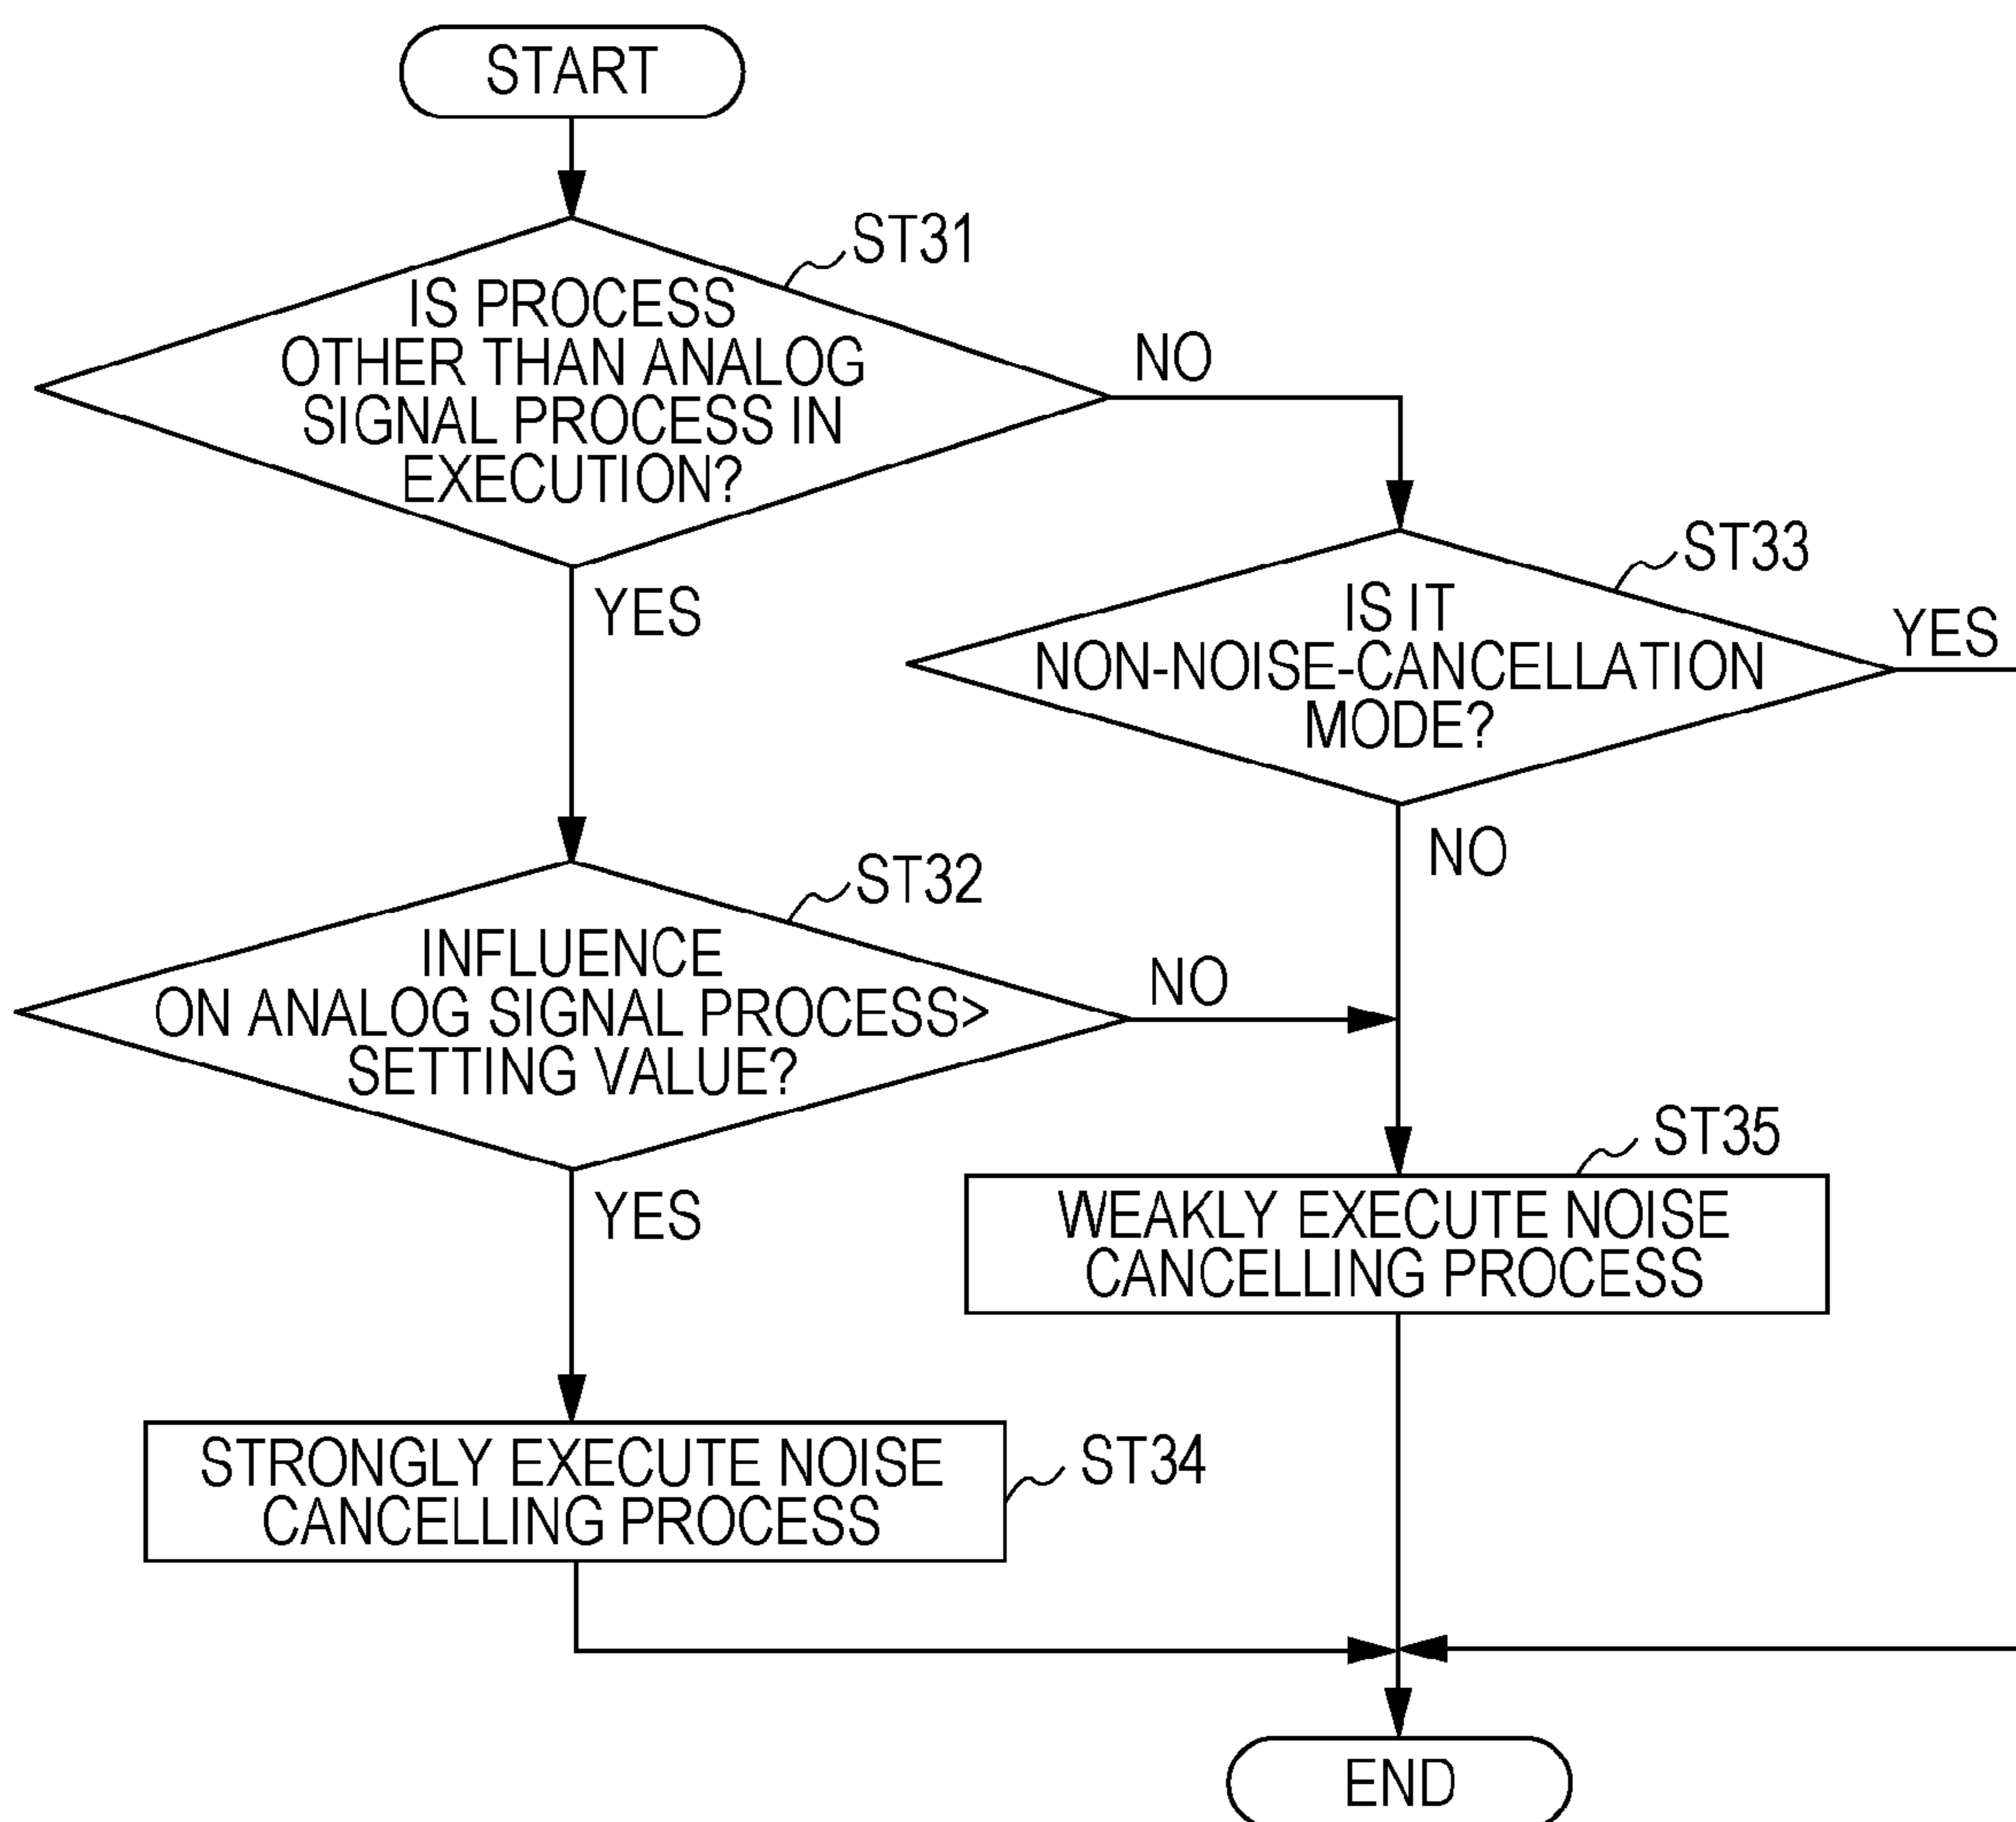 START
ST31
IS PROCESS
OTHER THAN ANALOG
SIGNAL PROCESS IN
EXECUTION?
NO
YES
ST33
IS IT
NON-NOISE-CANCELLATION
MODE?
YES
NO
ST32
INFLUENCE
ON ANALOG SIGNAL PROCESS>
SETTING VALUE?
NO
YES
ST35
WEAKLY EXECUTE NOISE
CANCELLING PROCESS
STRONGLY EXECUTE NOISE
CANCELLING PROCESS
ST34
END